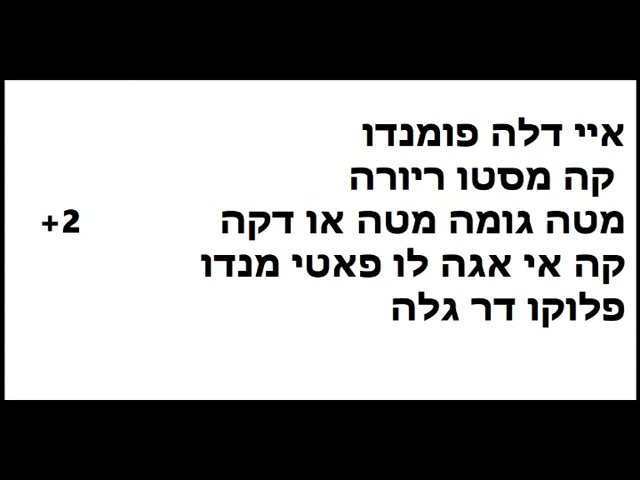 איי דלה פומנדו
קה מסטו ריורה
מטה גומה מטה או דקה
+2
קה אי אגה לו פאטי מנדו
פלוקו דר גלה